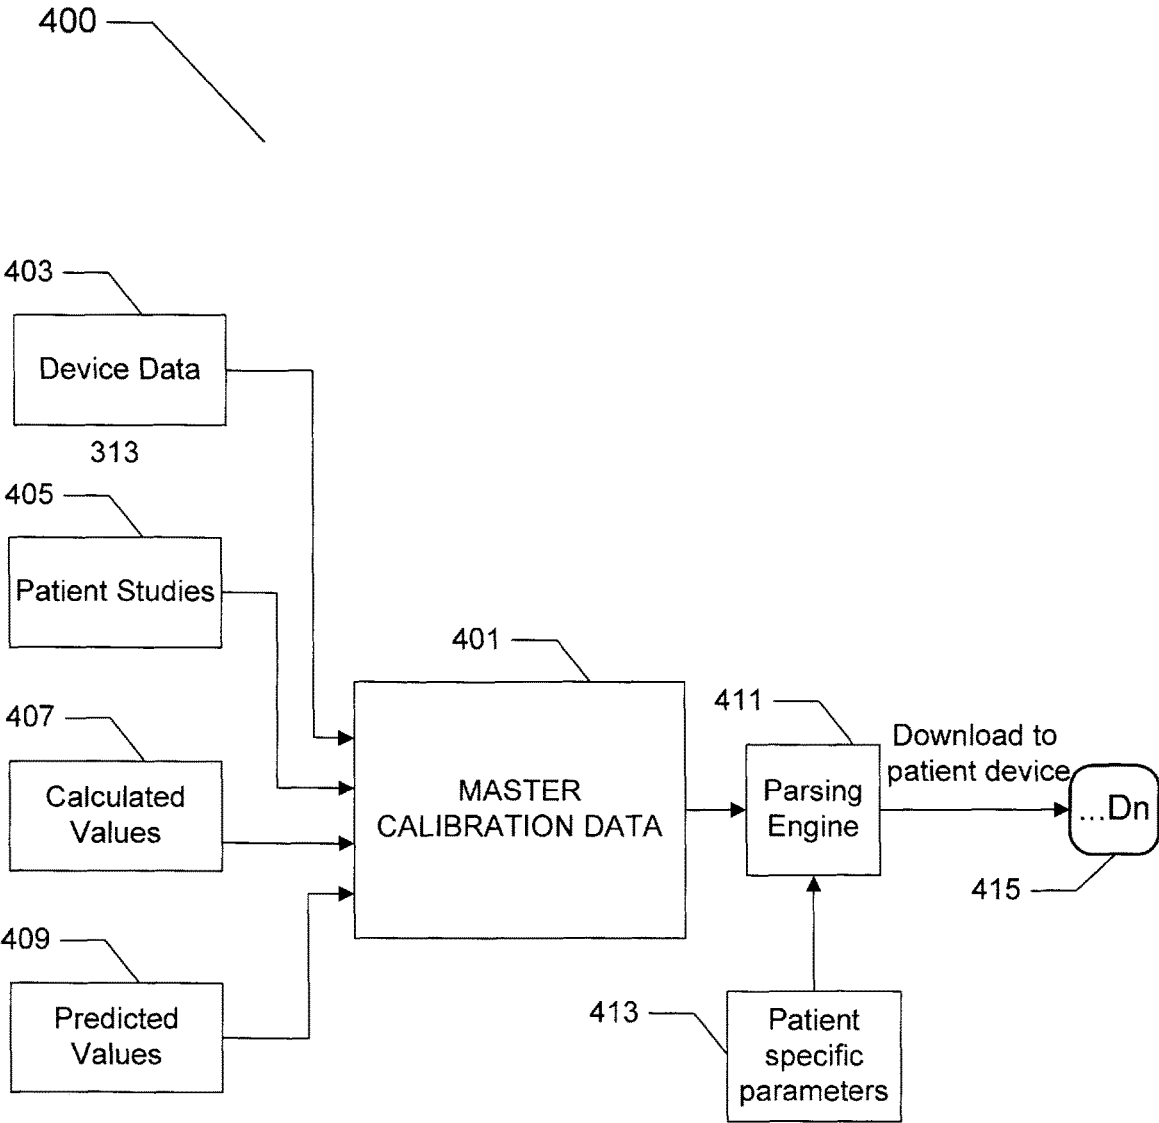 400
403
Device Data
313
405
Patient Studies
401
407
411
Download to
patient device
Calculated
Values
MASTER
CALIBRATION DATA
Parsing
Engine
...Dn
415
409
Predicted
Values
413
Patient
specific
parameters